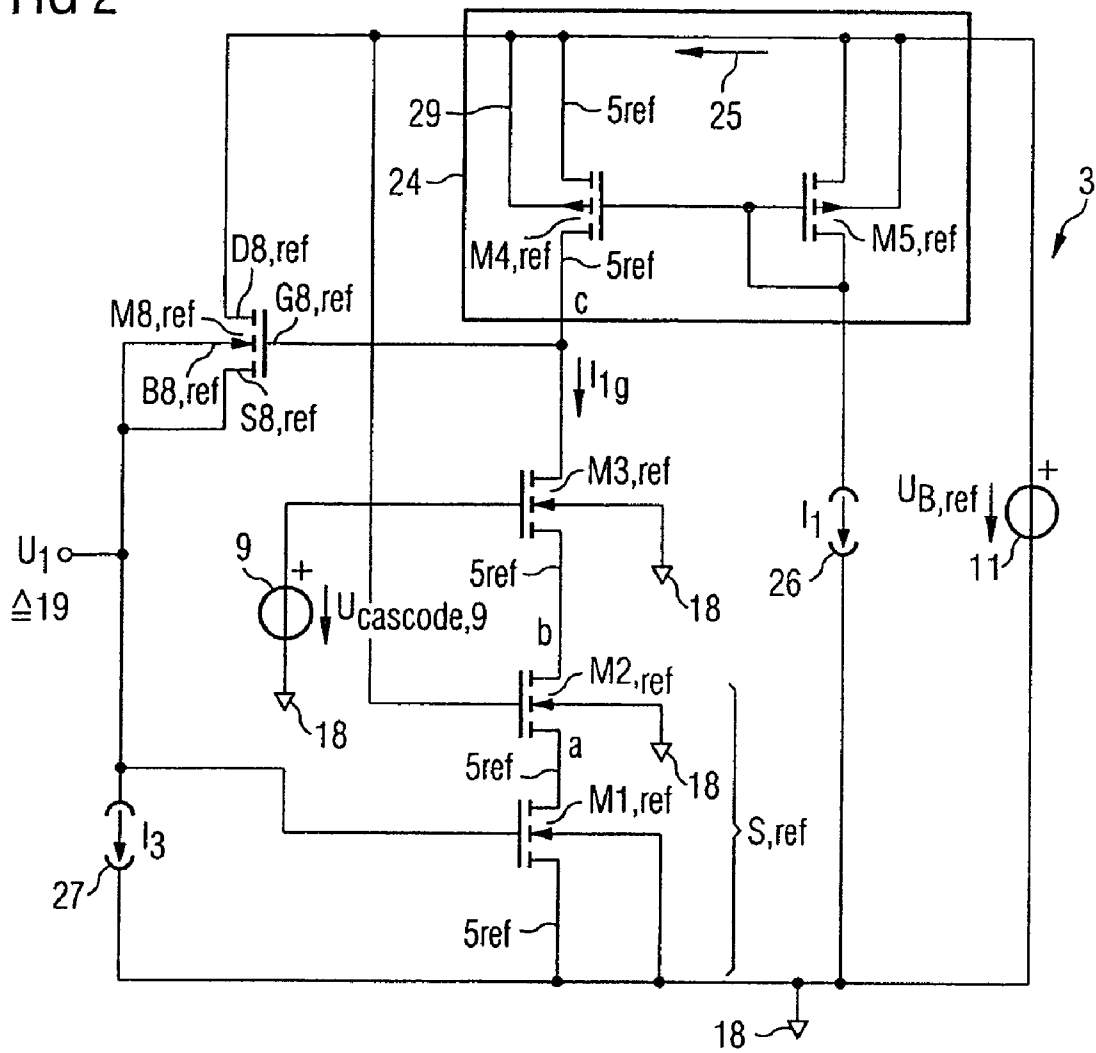 FIG 2
29
5ref
25
24
3
M4,ref
M5,ref
5ref
D8,ref
c
M8,ref
G8,ref
B8,ref
S8,ref
I1g
M3,ref
+
UB,ref
I1
U1
9
+
5ref
26
11
≙19
Ucascode,9
18
b
M2,ref
18
a
5ref
18
M1,ref
S,ref
I3
27
5ref
18